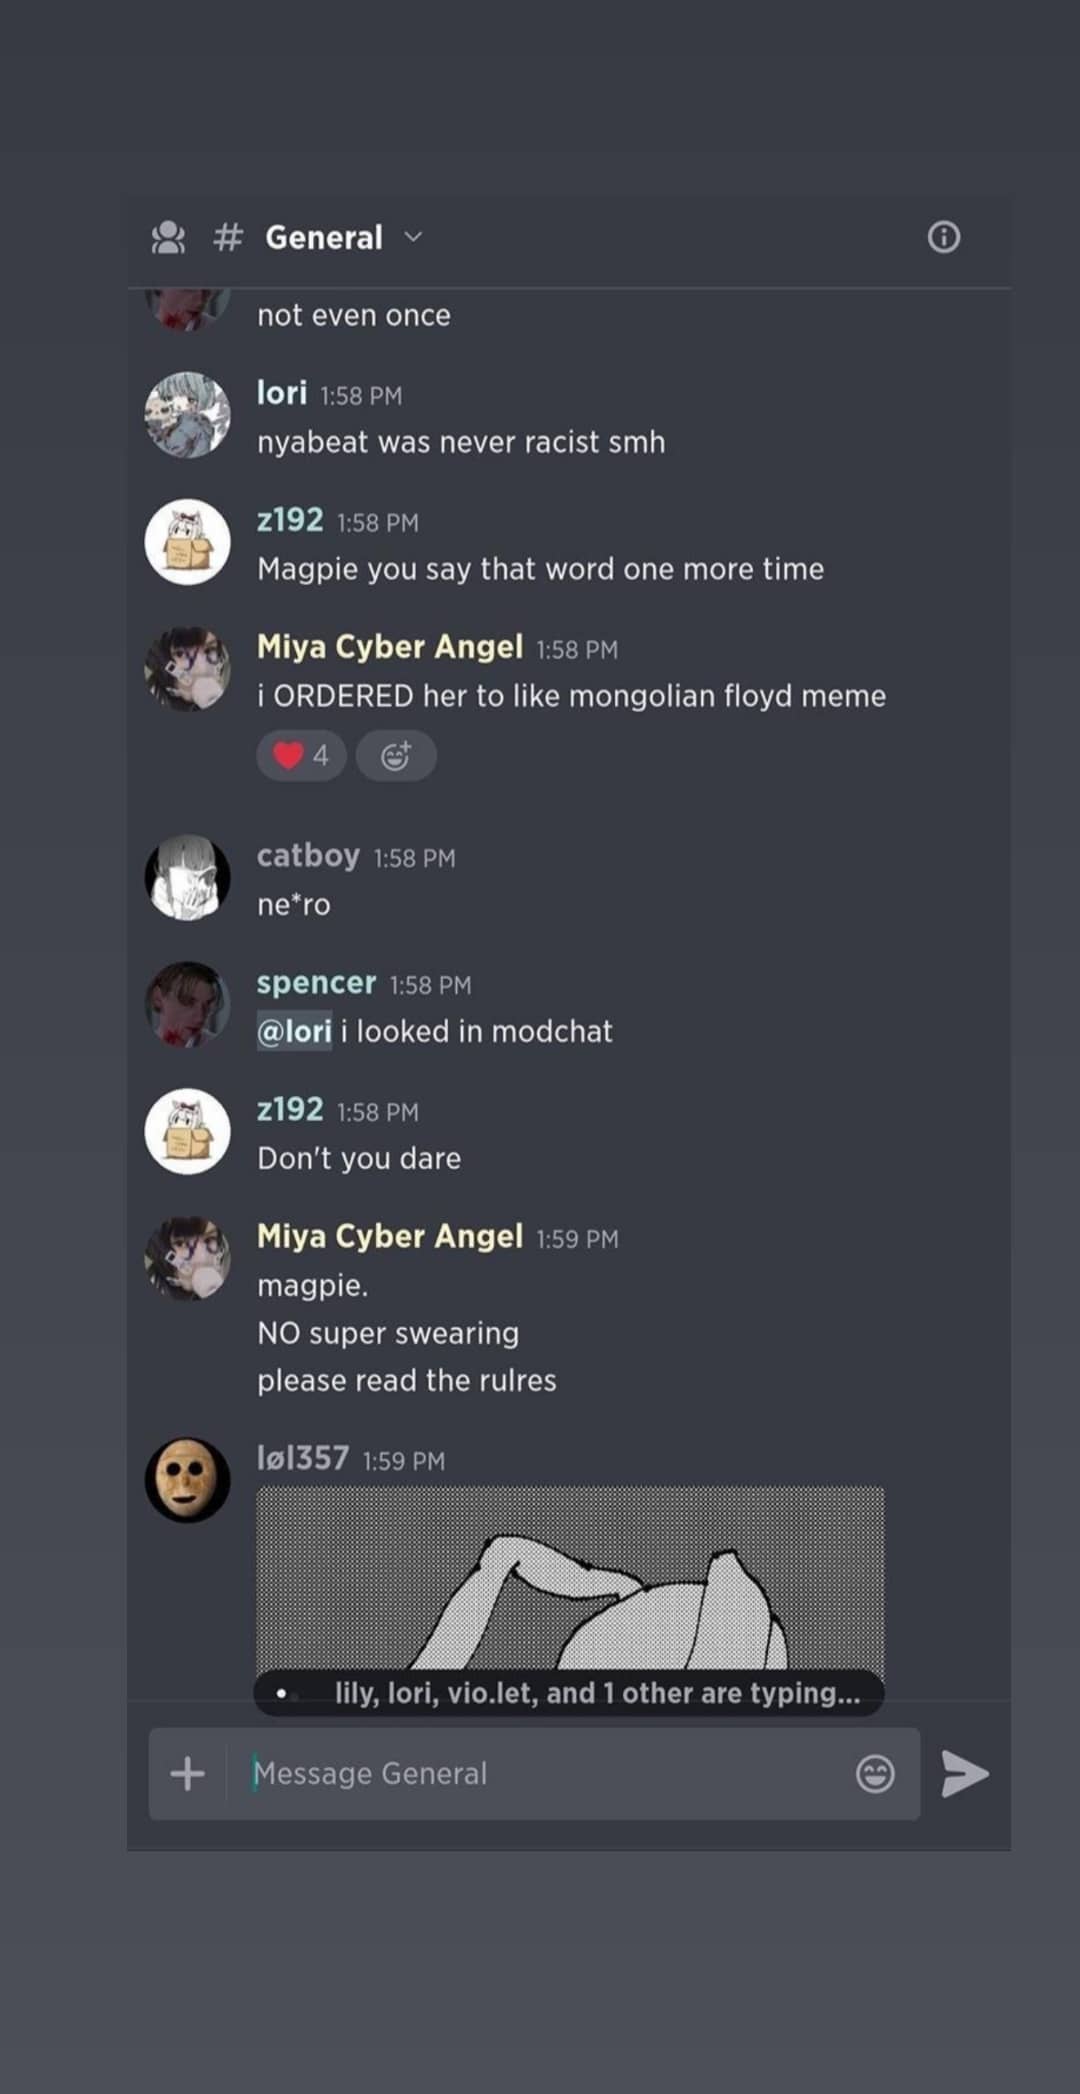 # General
not even once
lori 1:58 PM
nyabeat was never racist smh
z192 1:58 PM
Magpie you say that word one more time
Miya Cyber Angel 1:58 PM
i ORDERED her to like mongolian floyd meme
❤️ 4
catboy 1:58 PM
ne*ro
spencer 1:58 PM
@lori i looked in modchat
z192 1:58 PM
Don't you dare
Miya Cyber Angel 1:59 PM
magpie.
NO super swearing
please read the rulres
løl357 1:59 PM
lily, lori, vio.let, and 1 other are typing...
Message General